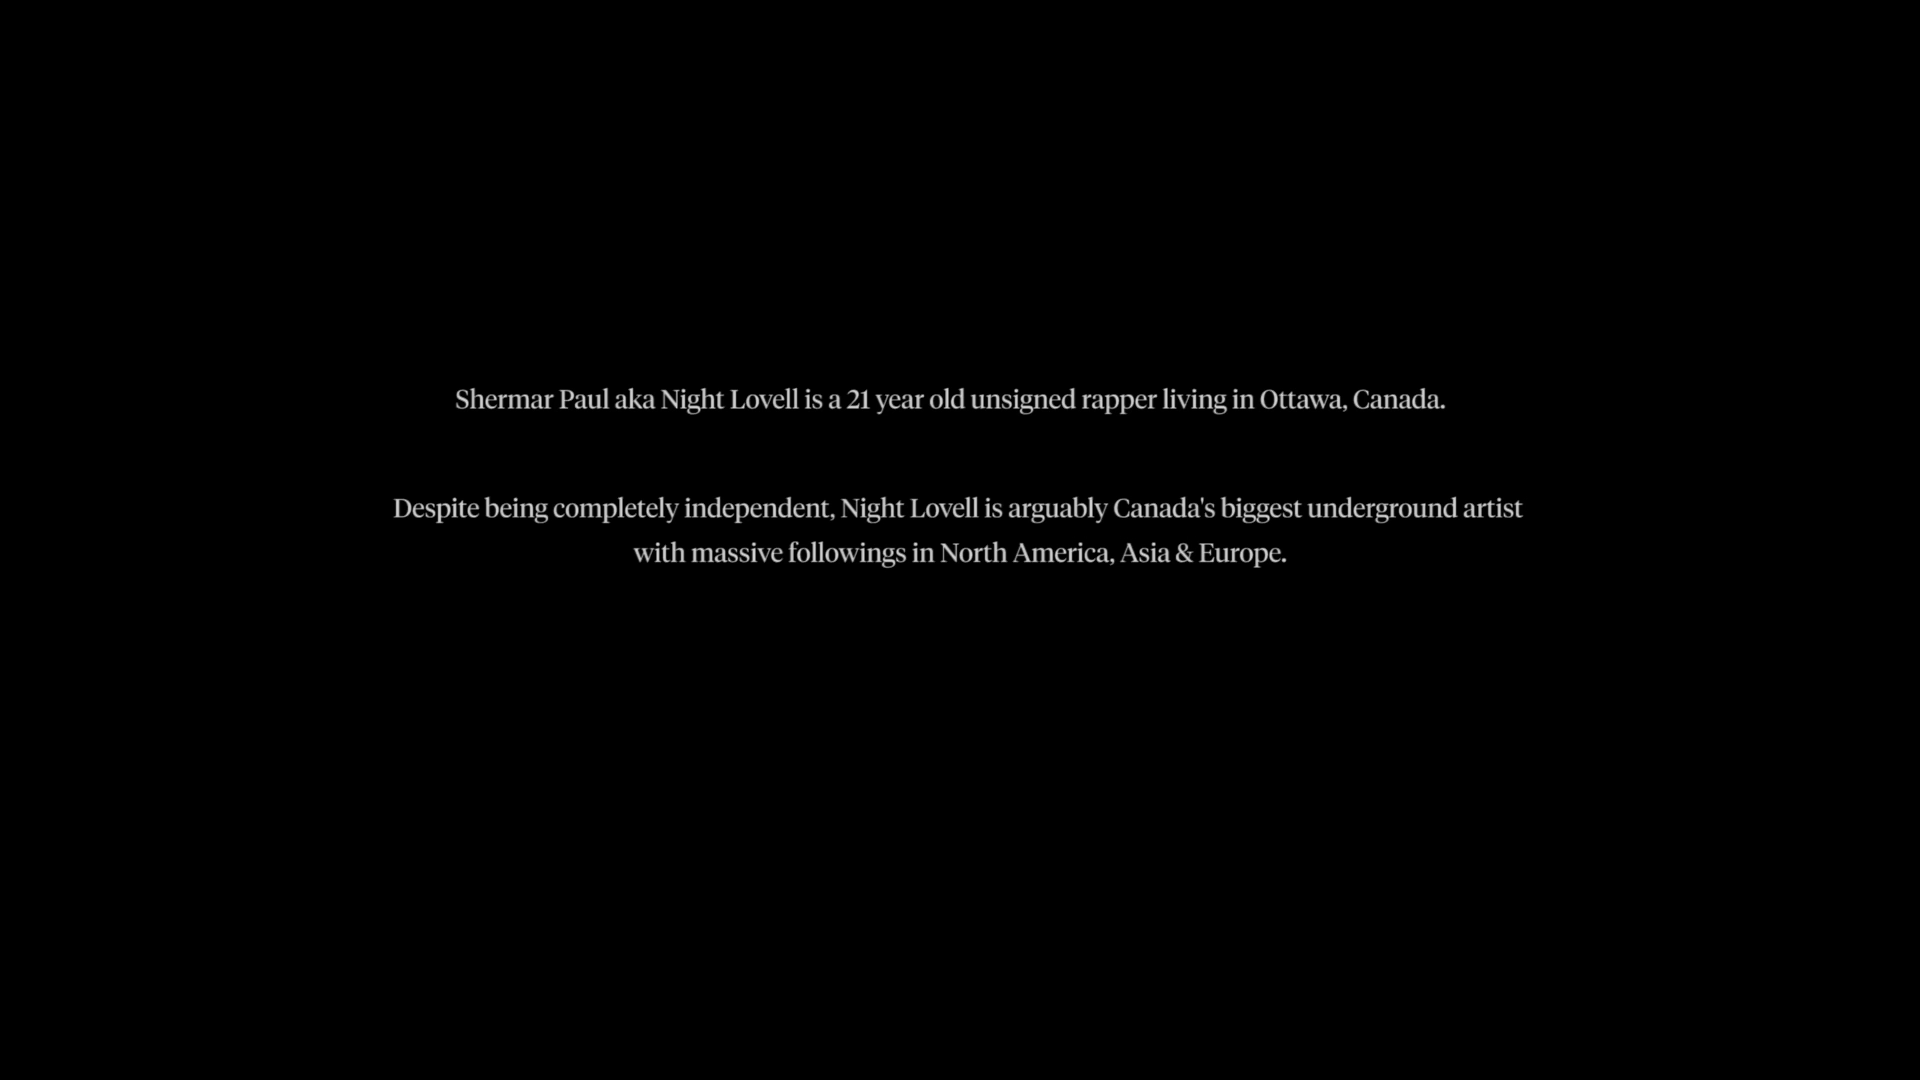 Shermar Paul aka Night Lovell is a 21 year old unsigned rapper living in Ottawa, Canada.
Despite being completely independent, Night Lovell is arguably Canada's biggest underground artist
with massive followings in North America, Asia & Europe.